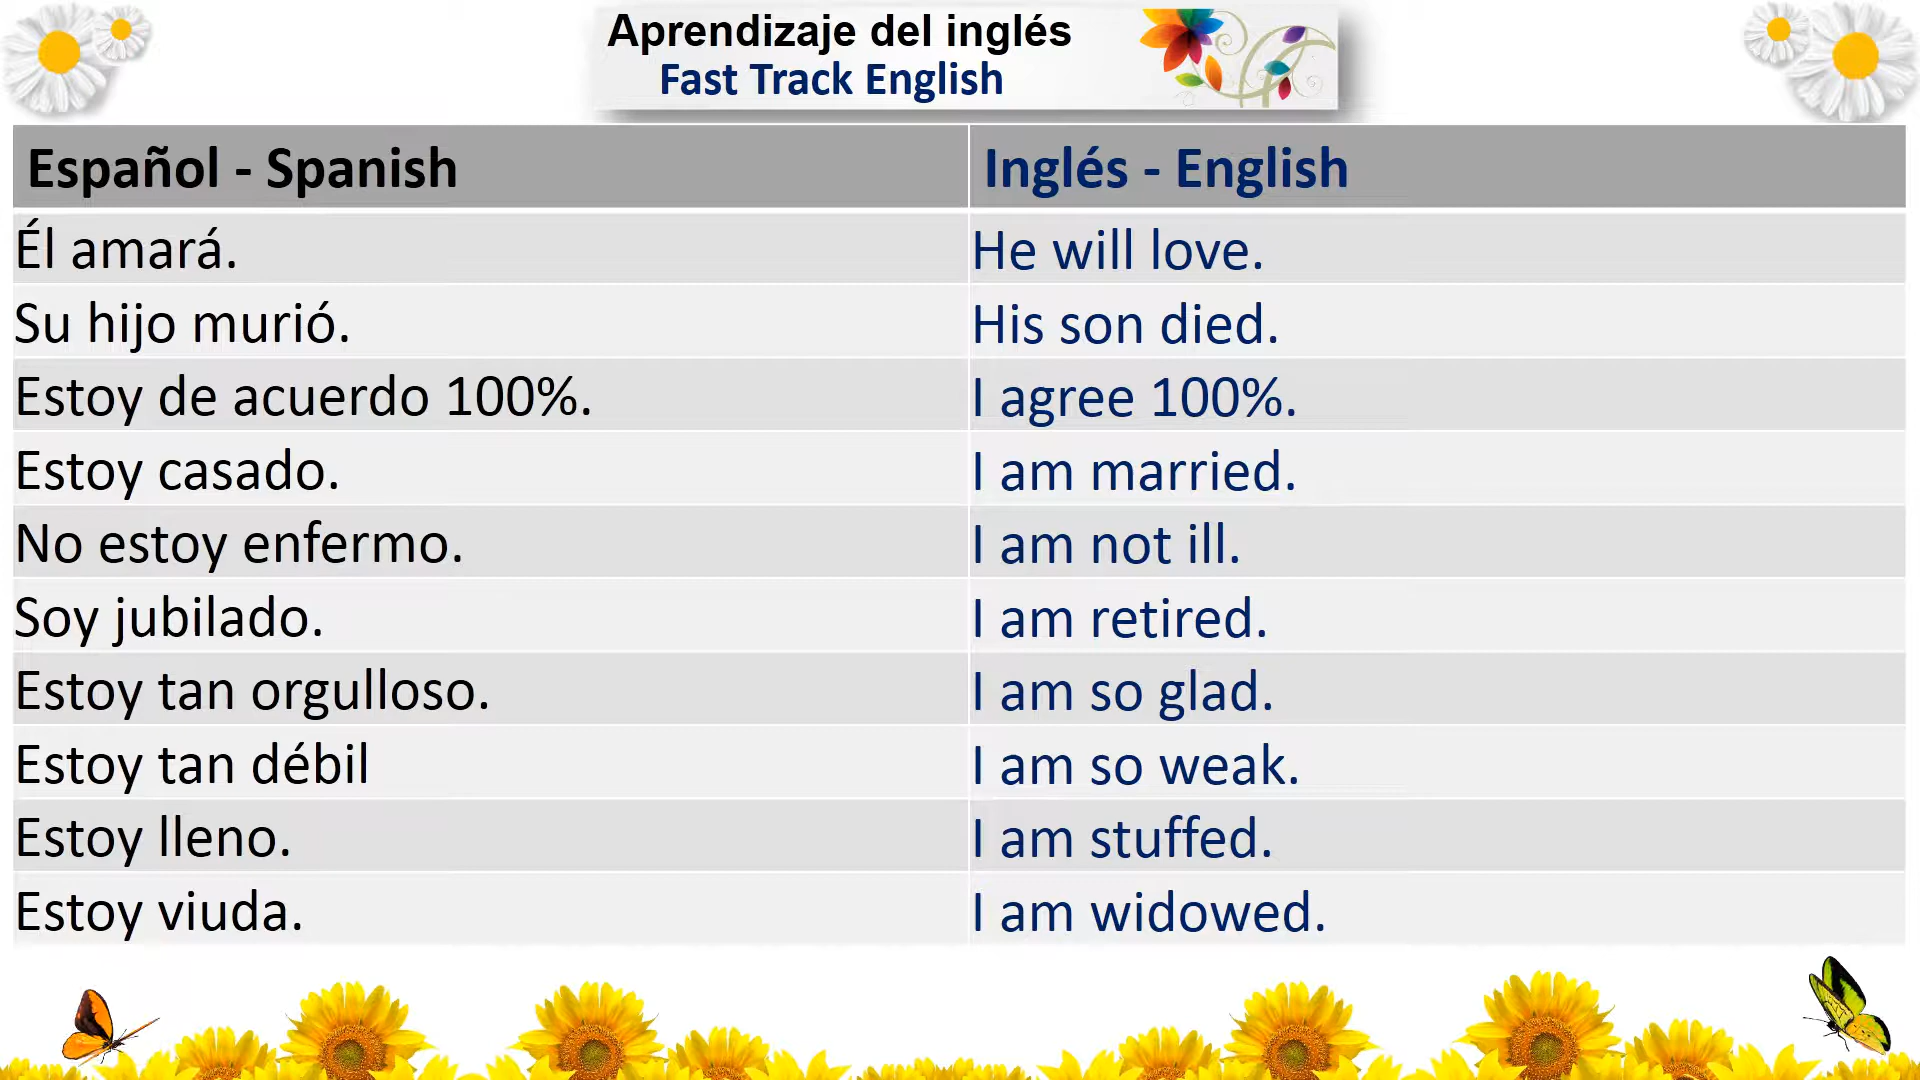 Aprendizaje del inglés
Fast Track English
Español - Spanish
Inglés - English
Él amará.
He will love.
Su hijo murió.
His son died.
Estoy de acuerdo 100%.
I agree 100%.
Estoy casado.
I am married.
No estoy enfermo.
I am not ill.
Soy jubilado.
I am retired.
Estoy tan orgulloso.
I am so glad.
Estoy tan débil
I am so weak.
Estoy lleno.
I am stuffed.
Estoy viuda.
I am widowed.